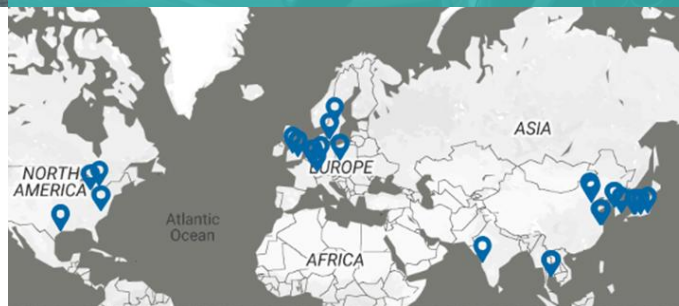 ASIA
NORTH
AMERICA
EUROPE
Atlantic
Ocean
AFRICA